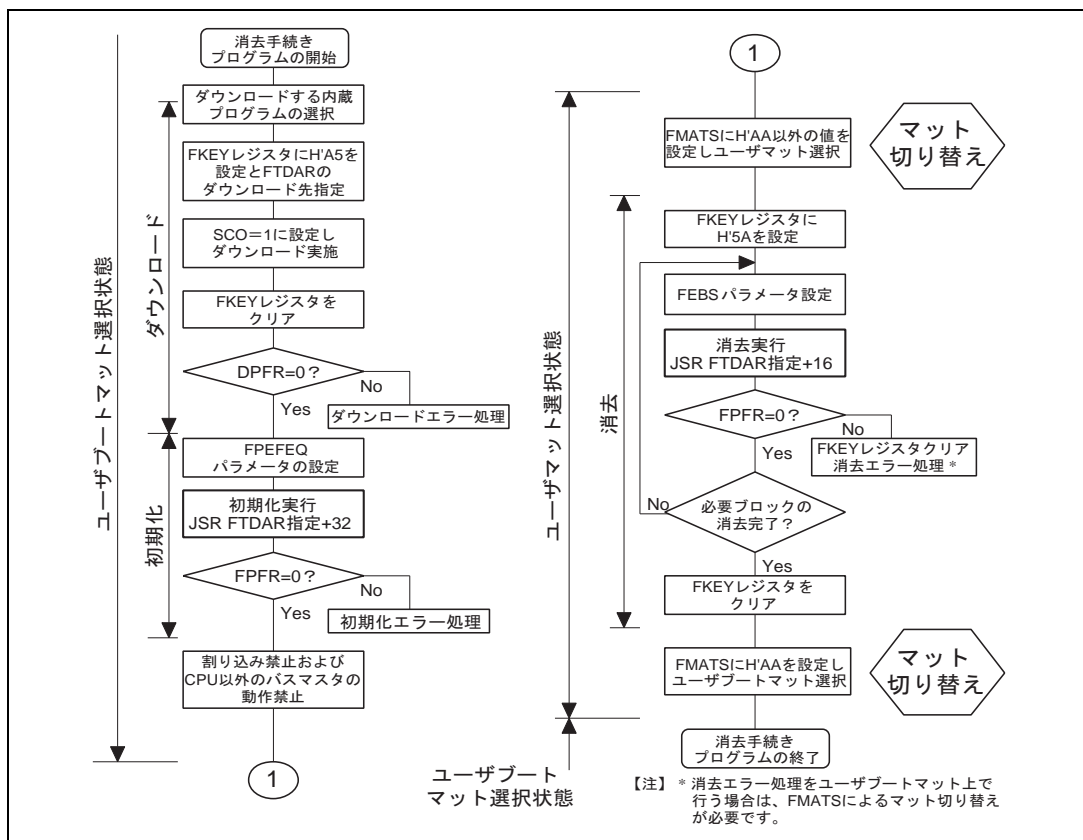 消去手続き
プログラムの開始
ダウンロードする内蔵
プログラムの選択
FKEYレジスタにH'A5を
設定とFTDARの
ダウンロード先指定
SCO=1に設定し
ダウンロード実施
FKEYレジスタを
クリア
DPFR=0?
No
Yes
ダウンロードエラー処理
FPEFEQ
パラメータの設定
初期化実行
JSR FTDAR指定+32
FPFR=0?
No
Yes
初期化エラー処理
割り込み禁止および
CPU以外のバスマスタの
動作禁止
1
ユーザブートマット選択状態
ダウンロード
初期化
1
FMATSにH'AA以外の値を
設定しユーザマット選択
マット
切り替え
FKEYレジスタに
H'5Aを設定
FEBSパラメータ設定
消去実行
JSR FTDAR指定+16
FPFR=0?
No
Yes
FKEYレジスタクリア
消去エラー処理 *
必要ブロックの
消去完了?
No
Yes
FKEYレジスタを
クリア
FMATSにH'AAを設定し
ユーザブートマット選択
マット
切り替え
消去手続き
プログラムの終了
ユーザマット選択状態
消去
ユーザブート
マット選択状態
【注】 * 消去エラー処理をユーザブートマット上で
行う場合は、FMATSによるマット切り替え
が必要です。